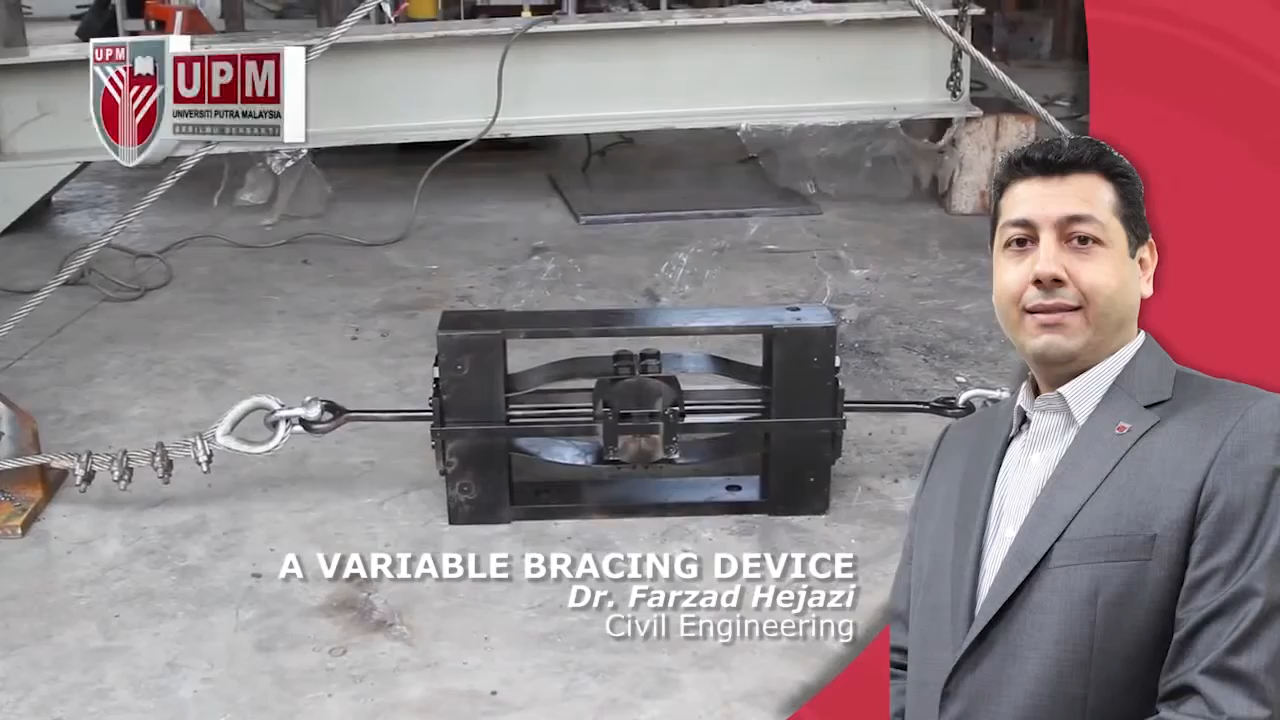 UPM
UPM
UNIVERSITI PUTRA MALAYSIA
BERILMU BERBAKTI
A VARIABLE BRACING DEVICE
Dr. Farzad Hejazi
Civil Engineering